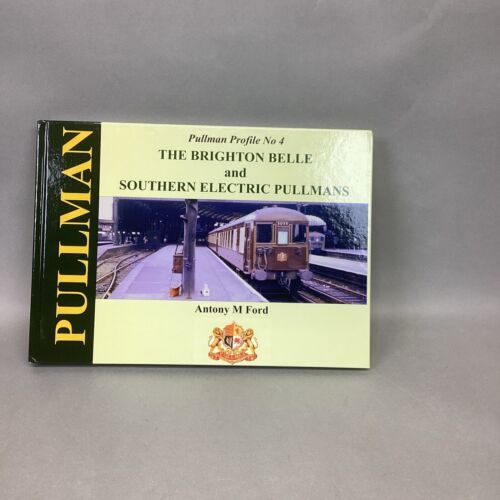 PULLMAN
Pullman Profile No 4
THE BRIGHTON BELLE
and
SOUTHERN ELECTRIC PULLMANS
Antony M Ford